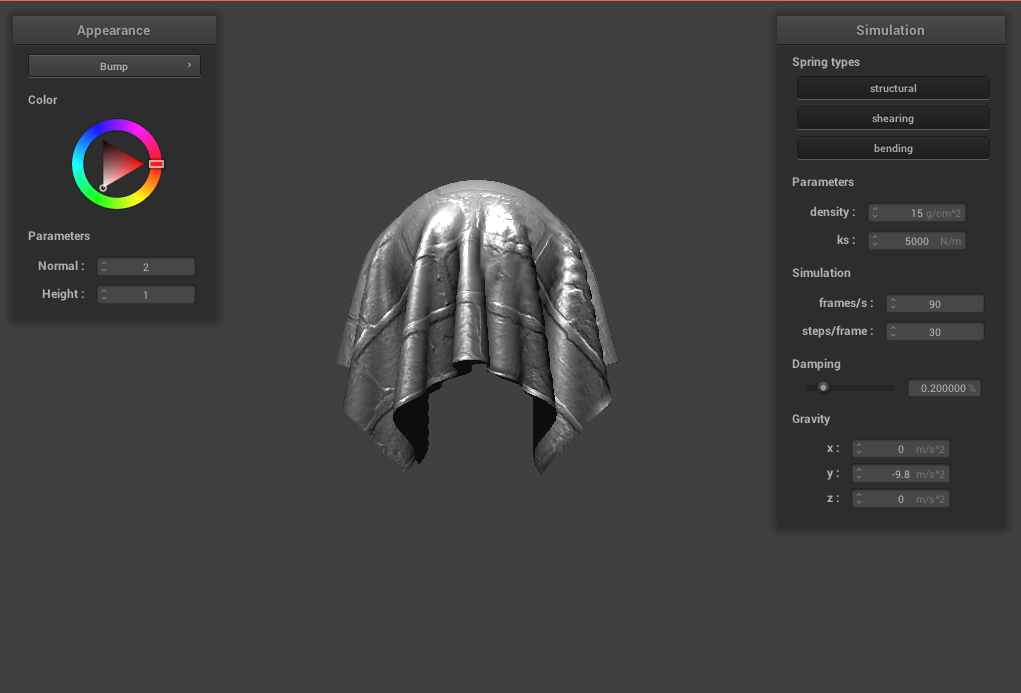 Appearance
Bump
Color
Parameters
Normal : 2
Height : 1
Simulation
Spring types
structural
shearing
bending
Parameters
density : 15 g/cm^2
ks : 5000 N/m
Simulation
frames/s : 90
steps/frame : 30
Damping
0.200000 %
Gravity
x : 0 m/s^2
y : -9.8 m/s^2
z : 0 m/s^2